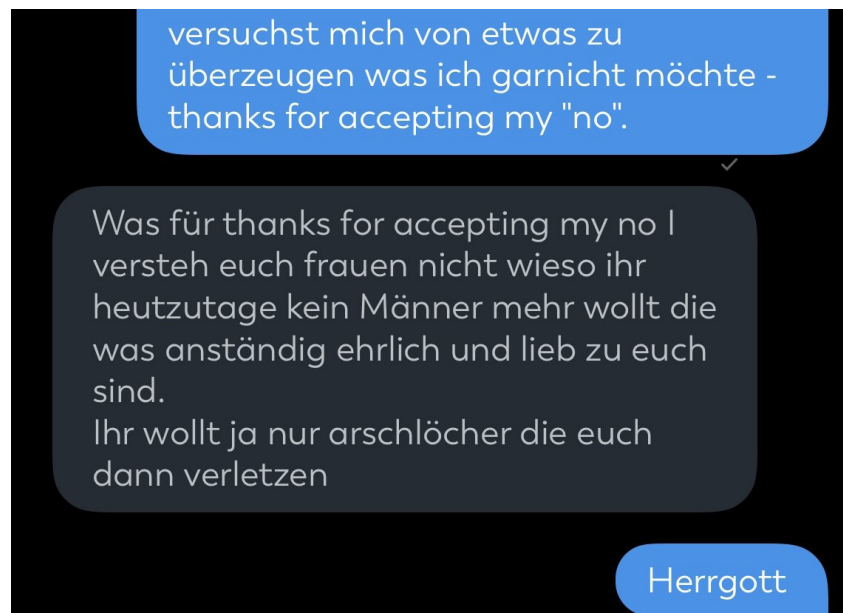 versuchst mich von etwas zu
überzeugen was ich garnicht möchte -
thanks for accepting my "no".
Was für thanks for accepting my no I
versteh euch frauen nicht wieso ihr
heutzutage kein Männer mehr wollt die
was anständig ehrlich und lieb zu euch
sind.
Ihr wollt ja nur arschlöcher die euch
dann verletzen
Herrgott